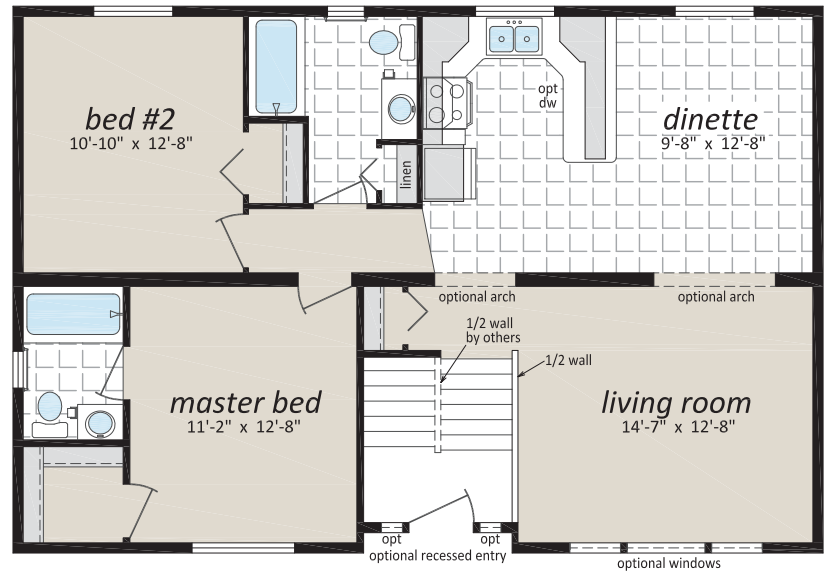 bed #2
10'-10" x 12'-8"
linen
opt
dw
dinette
9'-8" x 12'-8"
optional arch
optional arch
1/2 wall
by others
1/2 wall
master bed
11'-2" x 12'-8"
living room
14'-7" x 12'-8"
opt
opt
optional recessed entry
optional windows